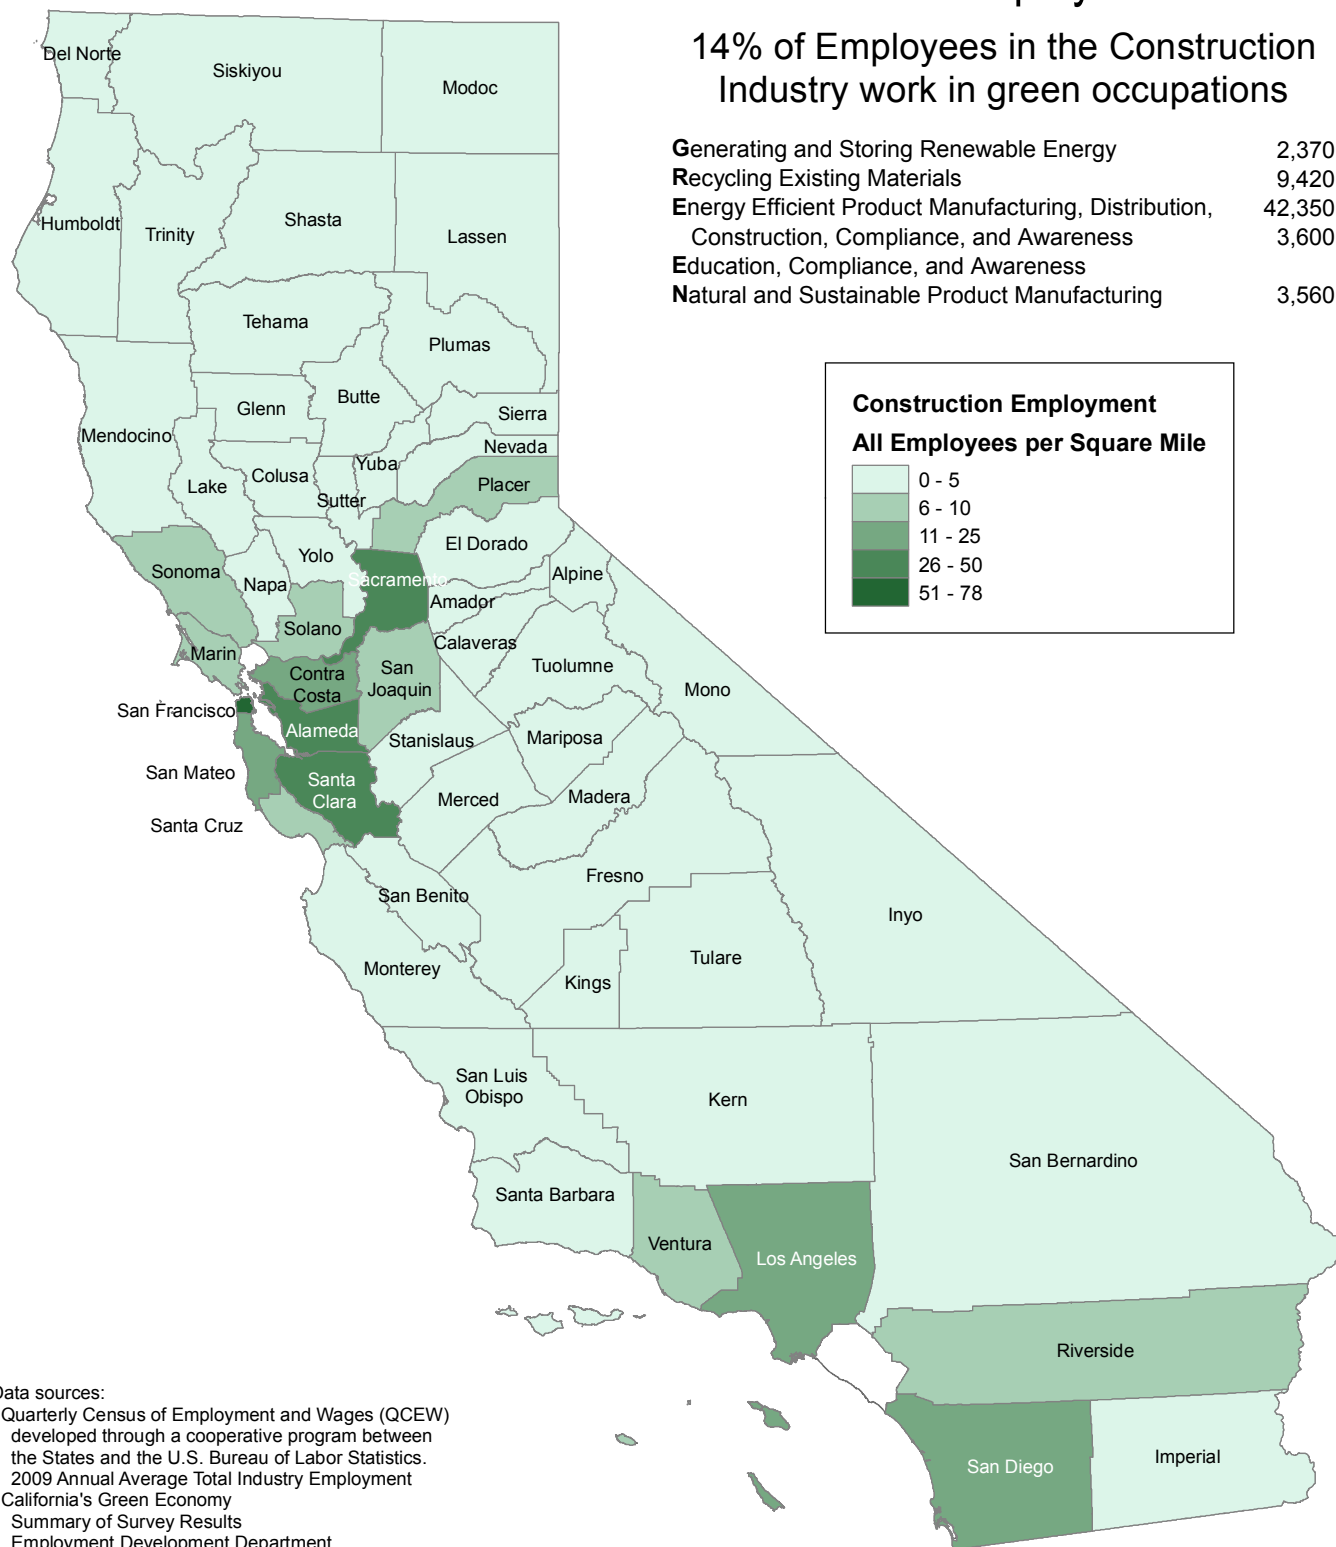 14% of Employees in the Construction
Industry work in green occupations
Generating and Storing Renewable Energy 2,370
Recycling Existing Materials 9,420
Energy Efficient Product Manufacturing, Distribution, 42,350
Construction, Compliance, and Awareness 3,600
Education, Compliance, and Awareness
Natural and Sustainable Product Manufacturing 3,560
Construction Employment
All Employees per Square Mile
0 - 5
6 - 10
11 - 25
26 - 50
51 - 78
Del Norte
Siskiyou
Modoc
Humboldt
Trinity
Shasta
Lassen
Tehama
Plumas
Butte
Glenn
Sierra
Mendocino
Nevada
Yuba
Colusa
Lake
Placer
Sutter
El Dorado
Yolo
Sonoma
Alpine
Sacramento
Napa
Amador
Solano
Calaveras
Marin
Tuolumne
Contra
Costa
San
Joaquin
Mono
San Francisco
Alameda
Stanislaus
Mariposa
San Mateo
Santa
Clara
Merced
Madera
Santa Cruz
Fresno
San Benito
Inyo
Tulare
Monterey
Kings
San Luis
Obispo
Kern
San Bernardino
Santa Barbara
Ventura
Los Angeles
Riverside
Imperial
San Diego
Data sources:
Quarterly Census of Employment and Wages (QCEW)
developed through a cooperative program between
the States and the U.S. Bureau of Labor Statistics.
2009 Annual Average Total Industry Employment
California's Green Economy
Summary of Survey Results
Employment Development Department